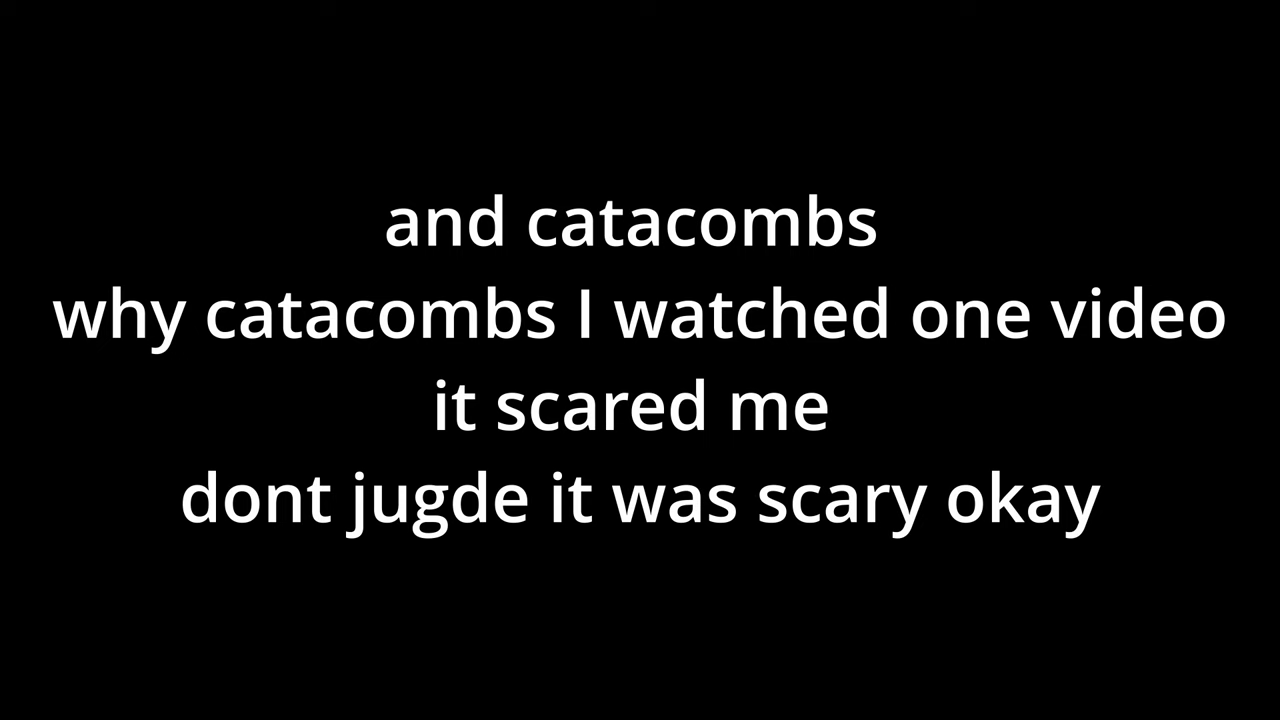 and catacombs
why catacombs I watched one video
it scared me
dont jugde it was scary okay